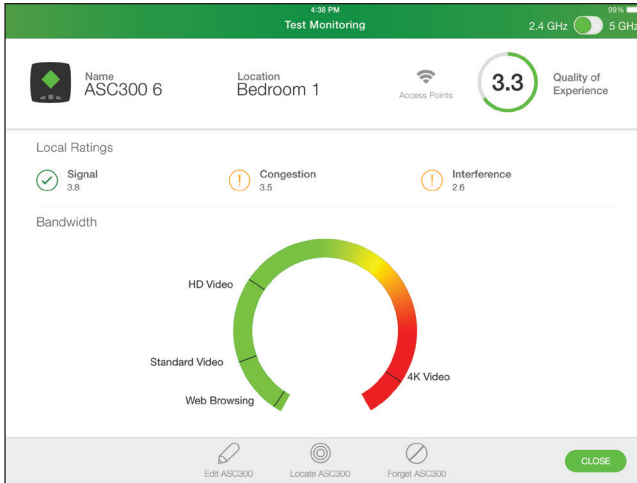 4:38 PM
99%
Test Monitoring
2.4 GHz
5 GHz
Name
ASC300 6
Location
Bedroom 1
Access Points
3.3
Quality of
Experience
Local Ratings
Signal
3.8
Congestion
3.5
Interference
2.6
Bandwidth
HD Video
Standard Video
4K Video
Web Browsing
Edit ASC300
Locate ASC300
Forget ASC300
CLOSE